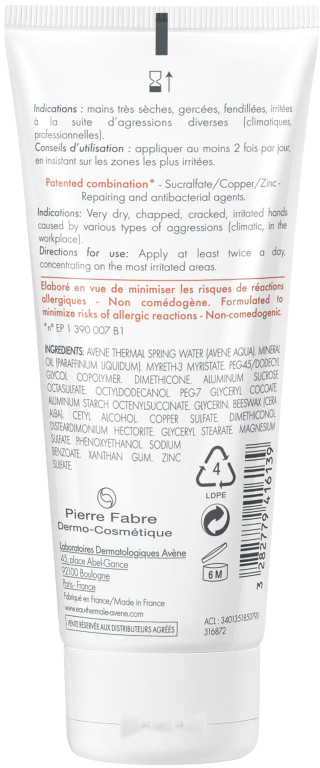 Indications : mains très sèches, gercées, fendillées, irritées
à la suite d'agressions diverses (climatiques,
professionnelles).
Conseils d'utilisation : appliquer au moins 2 fois par jour,
en insistant sur les zones les plus irritées.
Patented combination* - Sucralfate/Copper/Zinc -
Repairing and antibacterial agents.
Indications: Very dry, chapped, cracked, irritated hands
caused by various types of aggressions (climatic, in the
workplace).
Directions for use: Apply at least twice a day,
concentrating on the most irritated areas.
Elaboré en vue de minimiser les risques de réactions
allergiques - Non comédogène. Formulated to
minimize risks of allergic reactions - Non-comedogenic.
*n° EP 1 390 007 B1
INGREDIENTS: AVENE THERMAL SPRING WATER (AVENE AQUA). MINERAL
OIL (PARAFFINUM LIQUIDUM). MYRETH-3 MYRISTATE. PEG-45/DODECYL
GLYCOL COPOLYMER. DIMETHICONE. ALUMINUM SUCROSE
OCTASULFATE. OCTYLDODECANOL. PEG-7 GLYCERYL COCOATE.
ALUMINUM STARCH OCTENYLSUCCINATE. GLYCERIN. BEESWAX (CERA
ALBA). CETYL ALCOHOL. COPPER SULFATE. DIMETHICONOL.
DISTEARDIMONIUM HECTORITE. GLYCERYL STEARATE. MAGNESIUM
SULFATE. PHENOXYETHANOL. SODIUM
BENZOATE. XANTHAN GUM. ZINC
SULFATE.
4
LDPE
Pierre Fabre
Dermo-Cosmétique
6 M
3 282779 416139
Laboratoires Dermatologiques Avène
45, place Abel-Gance
92100 Boulogne
Paris - France
Fabriqué en France/Made in France
www.eau-thermale-avene.com
VENTE RÉSERVÉE AUX DISTRIBUTEURS AGRÉÉS
ACL : 3401351850790
316872